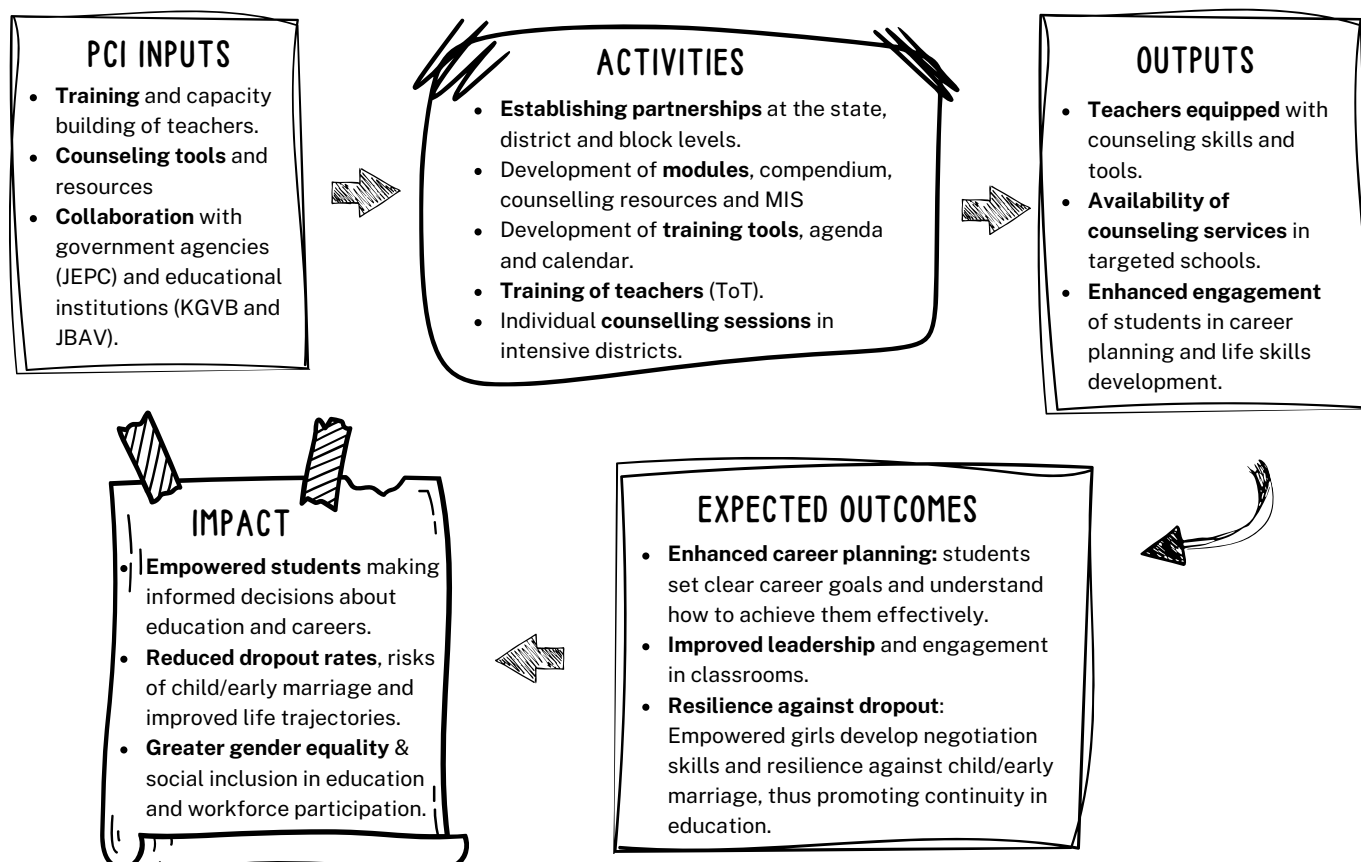 PCI INPUTS
• Training and capacity
building of teachers.
• Counseling tools and
resources
• Collaboration with
government agencies
(JEPC) and educational
institutions (KGVB and
JBAV).
ACTIVITIES
• Establishing partnerships at the state,
district and block levels.
• Development of modules, compendium,
counselling resources and MIS
• Development of training tools, agenda
and calendar.
• Training of teachers (ToT).
• Individual counselling sessions in
intensive districts.
OUTPUTS
• Teachers equipped with
counseling skills and
tools.
• Availability of
counseling services in
targeted schools.
• Enhanced engagement
of students in career
planning and life skills
development.
EXPECTED OUTCOMES
• Enhanced career planning: students
set clear career goals and understand
how to achieve them effectively.
• Improved leadership and engagement
in classrooms.
• Resilience against dropout:
Empowered girls develop negotiation
skills and resilience against child/early
marriage, thus promoting continuity in
education.
IMPACT
• Empowered students making
informed decisions about
education and careers.
• Reduced dropout rates, risks
of child/early marriage and
improved life trajectories.
• Greater gender equality &
social inclusion in education
and workforce participation.